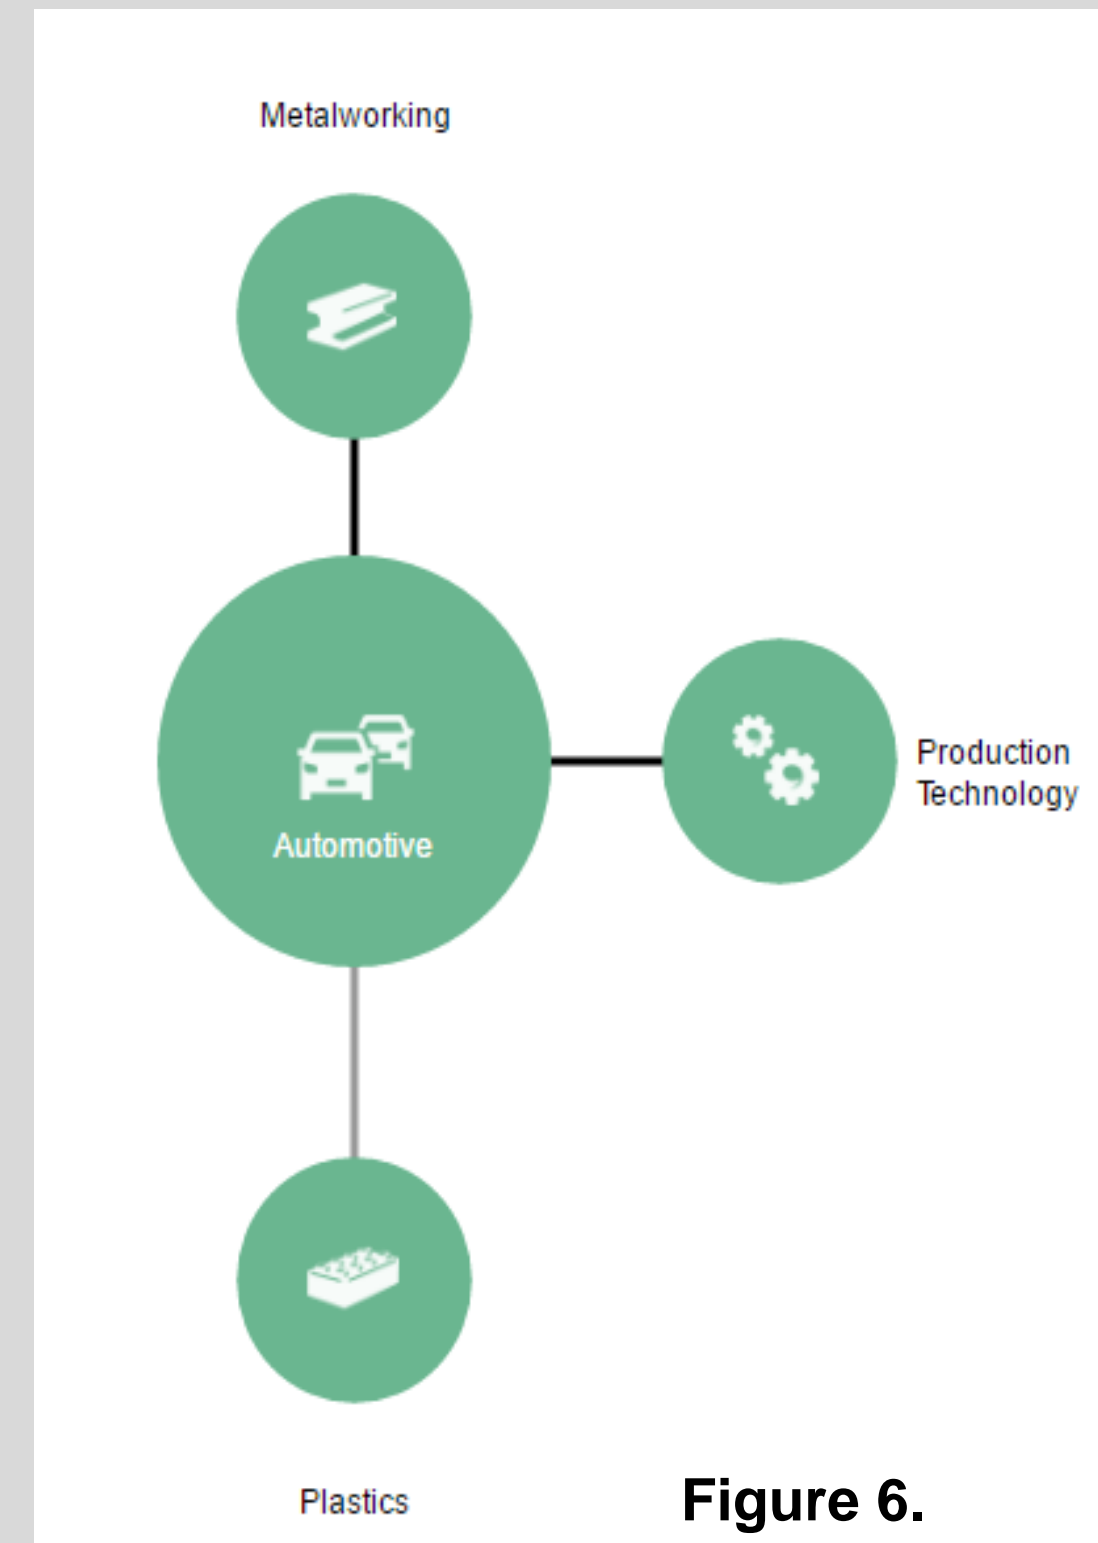 Metalworking
Automotive
Production
Technology
Plastics
Figure 6.